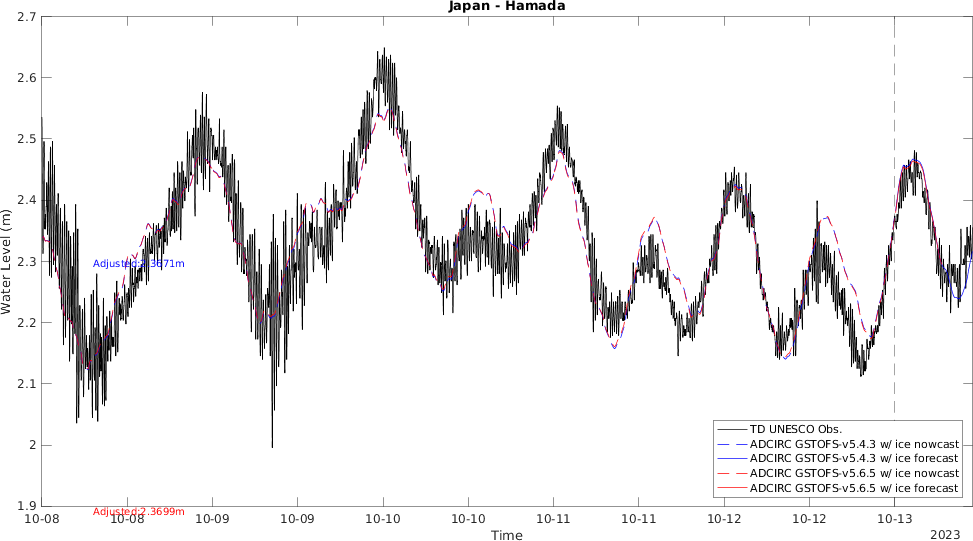 Japan - Hamada
2.7
2.6
2.5
2.4
2.3
2.2
2.1
2
1.9
Water Level (m)
Adjusted:2.3671m
Adjusted:2.3699m
TD UNESCO Obs.
ADCIRC GSTOFS-v5.4.3 w/ ice nowcast
ADCIRC GSTOFS-v5.4.3 w/ ice forecast
ADCIRC GSTOFS-v5.6.5 w/ ice nowcast
ADCIRC GSTOFS-v5.6.5 w/ ice forecast
10-08 10-08 10-09 10-09 10-10 10-10 10-11 10-11 10-12 10-12 10-13
Time
2023